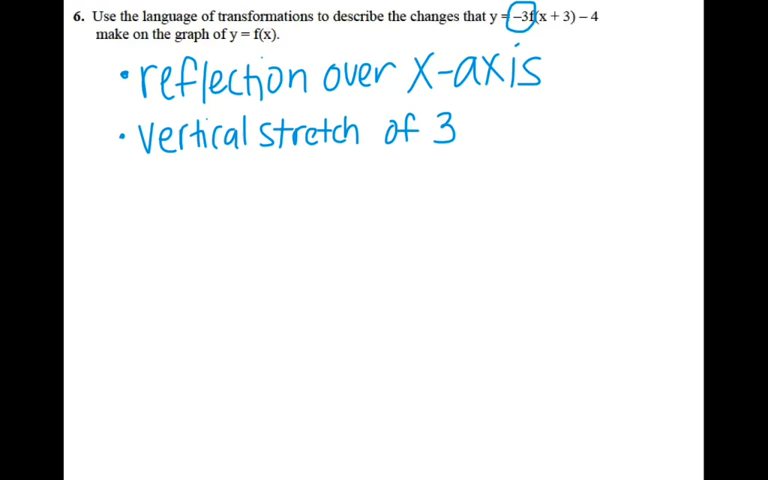 6. Use the language of transformations to describe the changes that y = –3f(x + 3) – 4
make on the graph of y = f(x).
• reflection over x-axis
• vertical stretch of 3